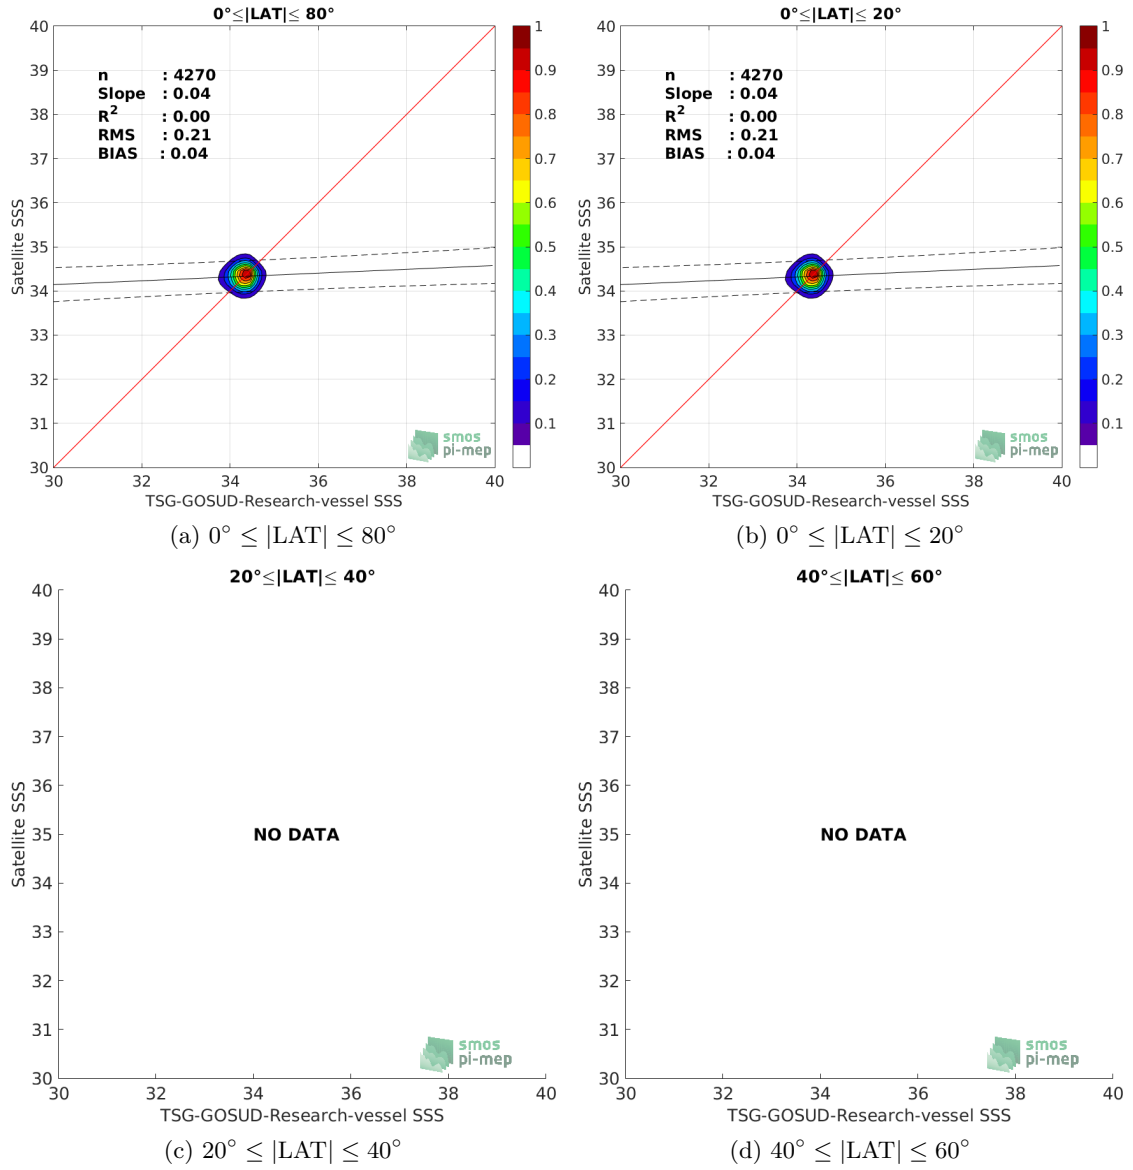 0°≤|LAT|≤ 80°
40
39
38
37
36
35
34
33
32
31
30
Satellite SSS
n : 4270
Slope : 0.04
R² : 0.00
RMS : 0.21
BIAS : 0.04
smos
pi-mep
30 32 34 36 38 40
TSG-GOSUD-Research-vessel SSS
1
0.9
0.8
0.7
0.6
0.5
0.4
0.3
0.2
0.1
(a) 0° ≤ |LAT| ≤ 80°
0°≤|LAT|≤ 20°
40
39
38
37
36
35
34
33
32
31
30
Satellite SSS
n : 4270
Slope : 0.04
R² : 0.00
RMS : 0.21
BIAS : 0.04
smos
pi-mep
30 32 34 36 38 40
TSG-GOSUD-Research-vessel SSS
1
0.9
0.8
0.7
0.6
0.5
0.4
0.3
0.2
0.1
(b) 0° ≤ |LAT| ≤ 20°
20°≤|LAT|≤ 40°
40
39
38
37
36
35
34
33
32
31
30
Satellite SSS
NO DATA
smos
pi-mep
30 32 34 36 38 40
TSG-GOSUD-Research-vessel SSS
(c) 20° ≤ |LAT| ≤ 40°
40°≤|LAT|≤ 60°
40
39
38
37
36
35
34
33
32
31
30
Satellite SSS
NO DATA
smos
pi-mep
30 32 34 36 38 40
TSG-GOSUD-Research-vessel SSS
(d) 40° ≤ |LAT| ≤ 60°